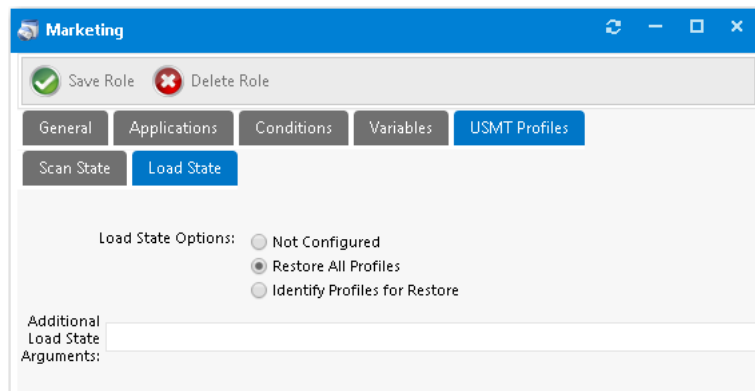 Marketing
Save Role Delete Role
General Applications Conditions Variables USMT Profiles
Scan State Load State
Load State Options: Not Configured
Restore All Profiles
Identify Profiles for Restore
Additional
Load State
Arguments: